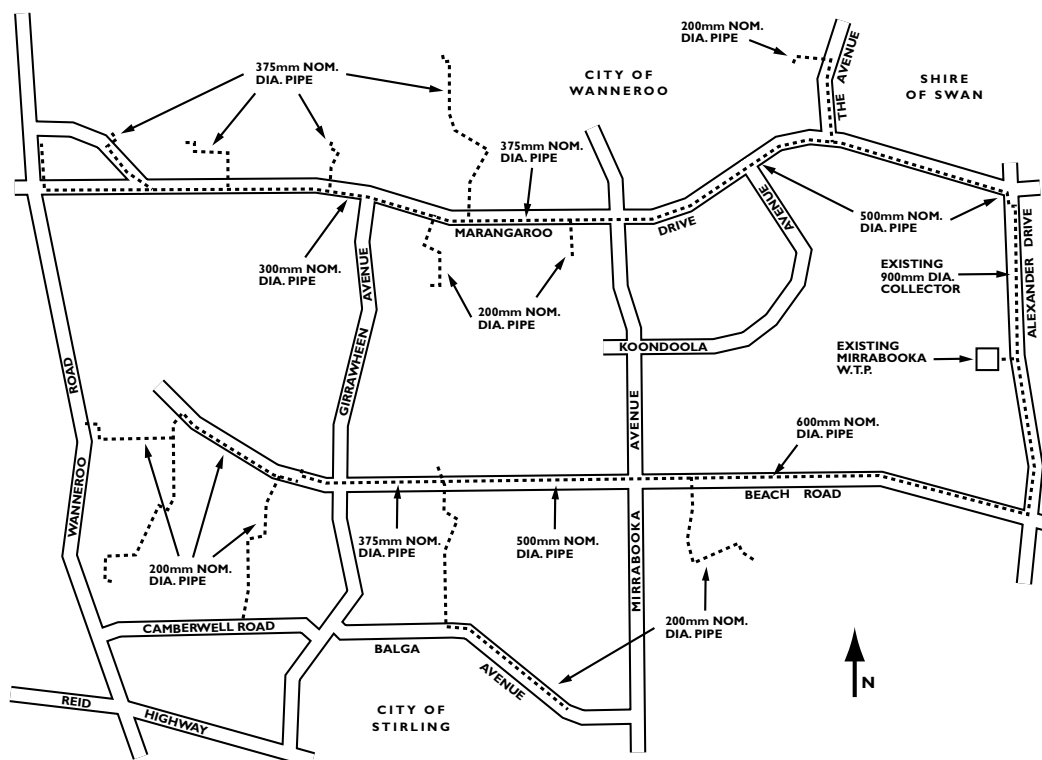 200mm NOM.
DIA. PIPE
THE AVENUE
CITY OF
WANNEROO
SHIRE
OF SWAN
375mm NOM.
DIA. PIPE
375mm NOM.
DIA. PIPE
MARANGAROO
DRIVE
AVENUE
500mm NOM.
DIA. PIPE
300mm NOM.
DIA. PIPE
GIRRAWHEEN AVENUE
200mm NOM.
DIA. PIPE
EXISTING
900mm DIA.
COLLECTOR
ALEXANDER DRIVE
KOONDOOLA
EXISTING
MIRRABOOKA
W.T.P.
WANNEROO ROAD
MIRRABOOKA AVENUE
600mm NOM.
DIA. PIPE
BEACH ROAD
375mm NOM.
DIA. PIPE
500mm NOM.
DIA. PIPE
200mm NOM.
DIA. PIPE
200mm NOM.
DIA. PIPE
CAMBERWELL ROAD
BALGA
AVENUE
REID
HIGHWAY
CITY OF
STIRLING
N